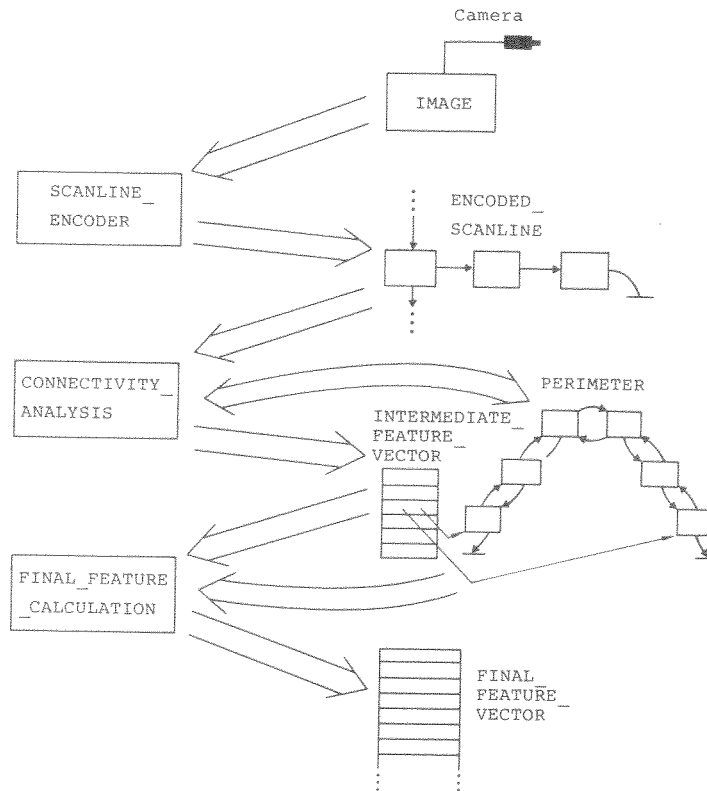 Camera
IMAGE
SCANLINE_
ENCODER
ENCODED_
SCANLINE
CONNECTIVITY_
ANALYSIS
PERIMETER
INTERMEDIATE_
FEATURE_
VECTOR
FINAL_FEATURE
_CALCULATION
FINAL_
FEATURE_
VECTOR